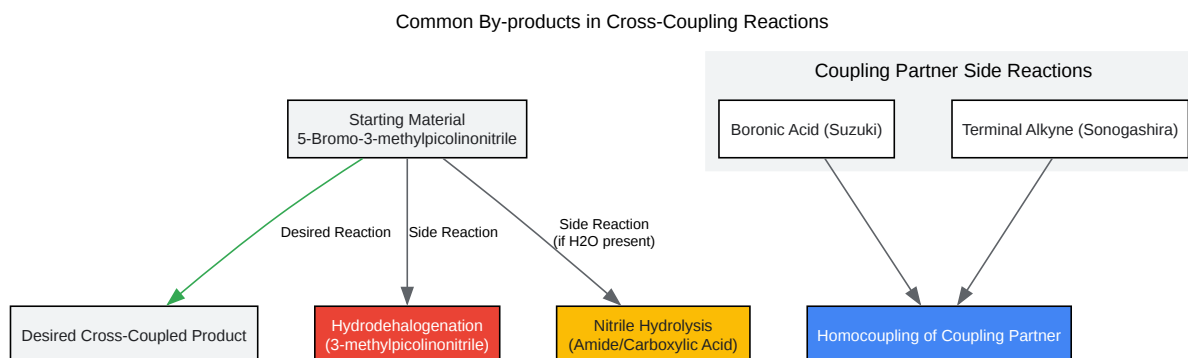 Common By-products in Cross-Coupling Reactions
Coupling Partner Side Reactions
Starting Material
5-Bromo-3-methylpicolinonitrile
Boronic Acid (Suzuki)
Terminal Alkyne (Sonogashira)
Desired Reaction
Side Reaction
Side Reaction
(if H2O present)
Desired Cross-Coupled Product
Hydrodehalogenation
(3-methylpicolinonitrile)
Nitrile Hydrolysis
(Amide/Carboxylic Acid)
Homocoupling of Coupling Partner